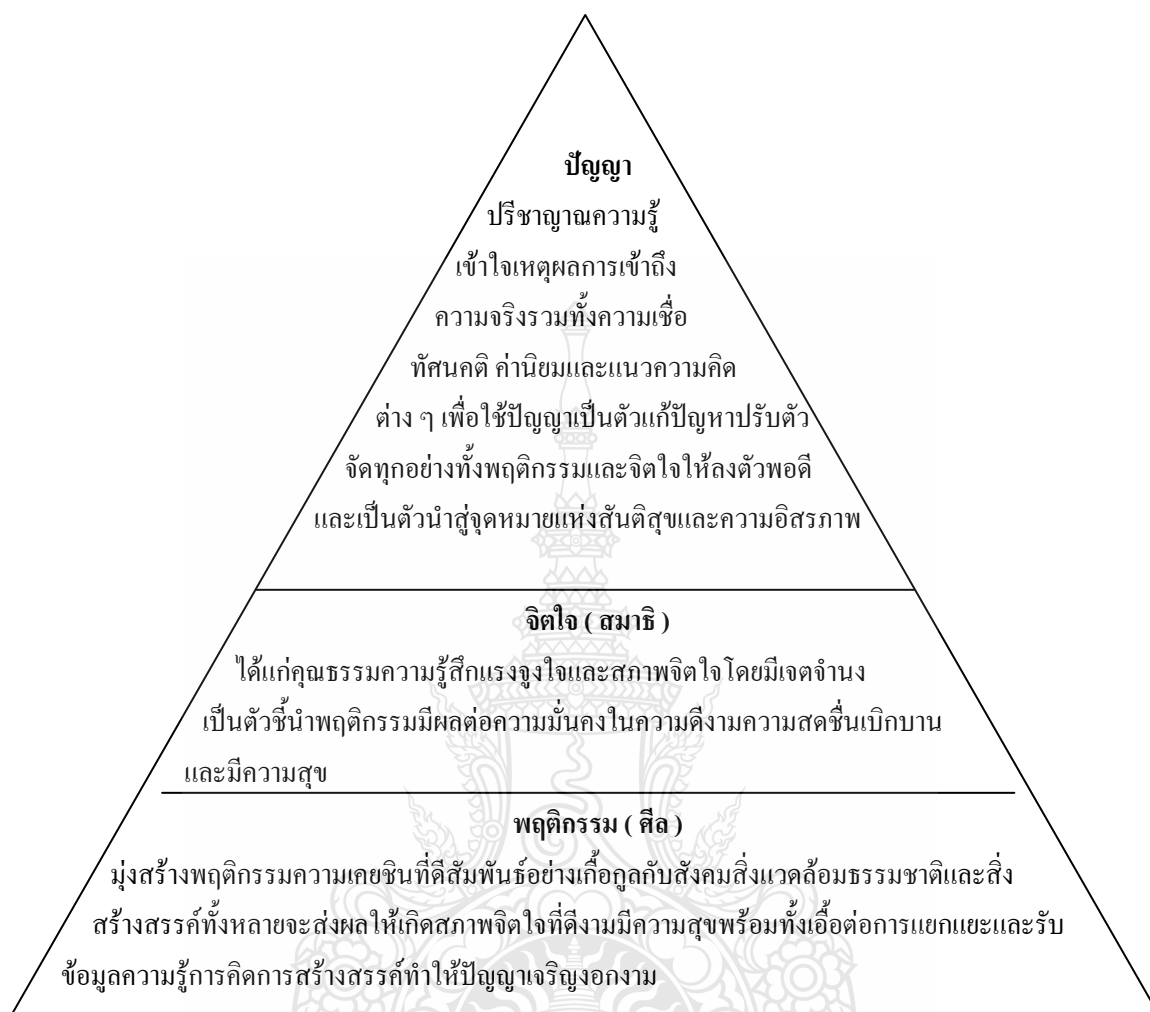 ปัญญา
ปรีชาญาณความรู้
เข้าใจเหตุผลการเข้าถึง
ความจริงรวมทั้งความเชื่อ
ทัศนคติ ค่านิยมและแนวความคิด
ต่าง ๆ เพื่อใช้ปัญญาเป็นตัวแก้ปัญหาปรับตัว
จัดทุกอย่างทั้งพฤติกรรมและจิตใจให้ลงตัวพอดี
และเป็นตัวนำสู่จุดหมายแห่งสันติสุขและความอิสรภาพ
จิตใจ ( สมาธิ )
ได้แก่คุณธรรมความรู้สึกแรงจูงใจและสภาพจิตใจโดยมีเจตจำนง
เป็นตัวชี้นำพฤติกรรมมีผลต่อความมั่นคงในความดีงามความสดชื่นเบิกบาน
และมีความสุข
พฤติกรรม ( ศีล )
มุ่งสร้างพฤติกรรมความเคยชินที่ดีสัมพันธ์อย่างเกื้อกูลกับสังคมสิ่งแวดล้อมธรรมชาติและสิ่ง
สร้างสรรค์ทั้งหลายจะส่งผลให้เกิดสภาพจิตใจที่ดีงามมีความสุขพร้อมทั้งเอื้อต่อการแยกแยะและรับ
ข้อมูลความรู้การคิดการสร้างสรรค์ทำให้ปัญญาเจริญงอกงาม